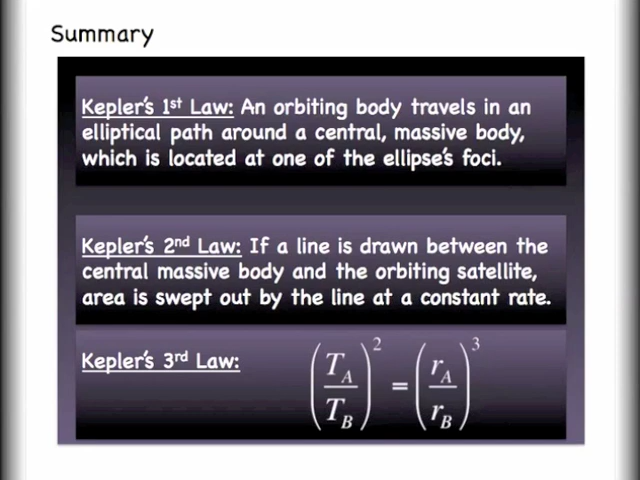 Summary
Kepler's 1st Law: An orbiting body travels in an
elliptical path around a central, massive body,
which is located at one of the ellipse's foci.
Kepler's 2nd Law: If a line is drawn between the
central massive body and the orbiting satellite,
area is swept out by the line at a constant rate.
Kepler's 3rd Law: (T_A/T_B)^2 = (r_A/r_B)^3